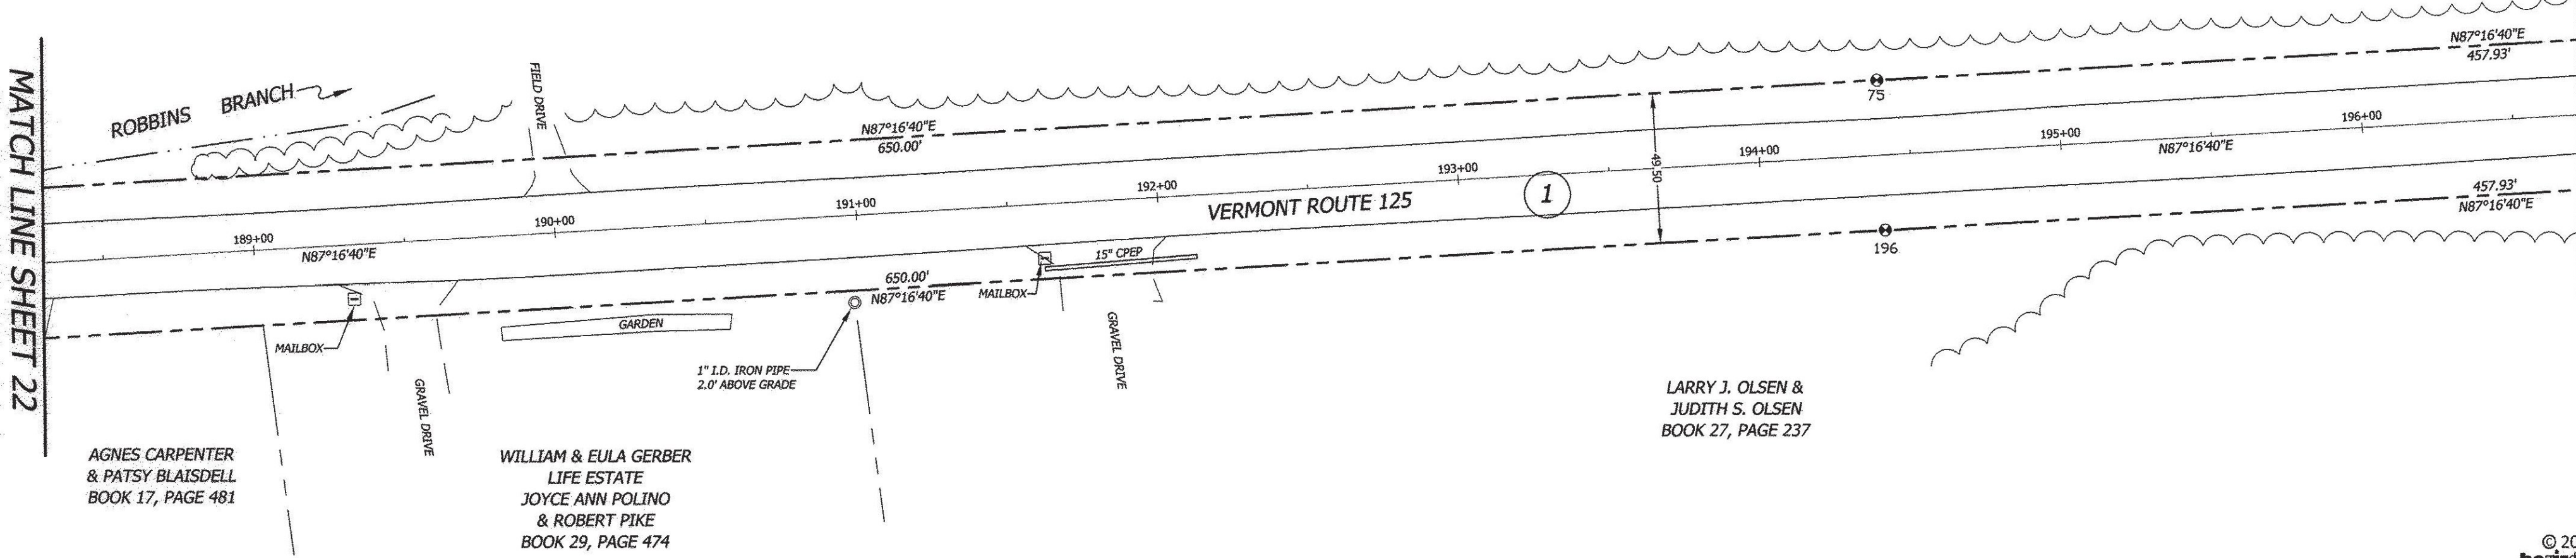 MATCH LINE SHEET 22
ROBBINS BRANCH
FIELD DRIVE
N87°16'40"E
650.00'
75
N87°16'40"E
457.93'
189+00
N87°16'40"E
190+00
191+00
192+00
193+00
194+00
195+00
N87°16'40"E
196+00
VERMONT ROUTE 125
1
49.50
MAILBOX
GRAVEL DRIVE
GARDEN
650.00'
N87°16'40"E
1" I.D. IRON PIPE
2.0' ABOVE GRADE
MAILBOX
15" CPEP
GRAVEL DRIVE
196
457.93'
N87°16'40"E
AGNES CARPENTER
& PATSY BLAISDELL
BOOK 17, PAGE 481
WILLIAM & EULA GERBER
LIFE ESTATE
JOYCE ANN POLINO
& ROBERT PIKE
BOOK 29, PAGE 474
LARRY J. OLSEN &
JUDITH S. OLSEN
BOOK 27, PAGE 237
© 20